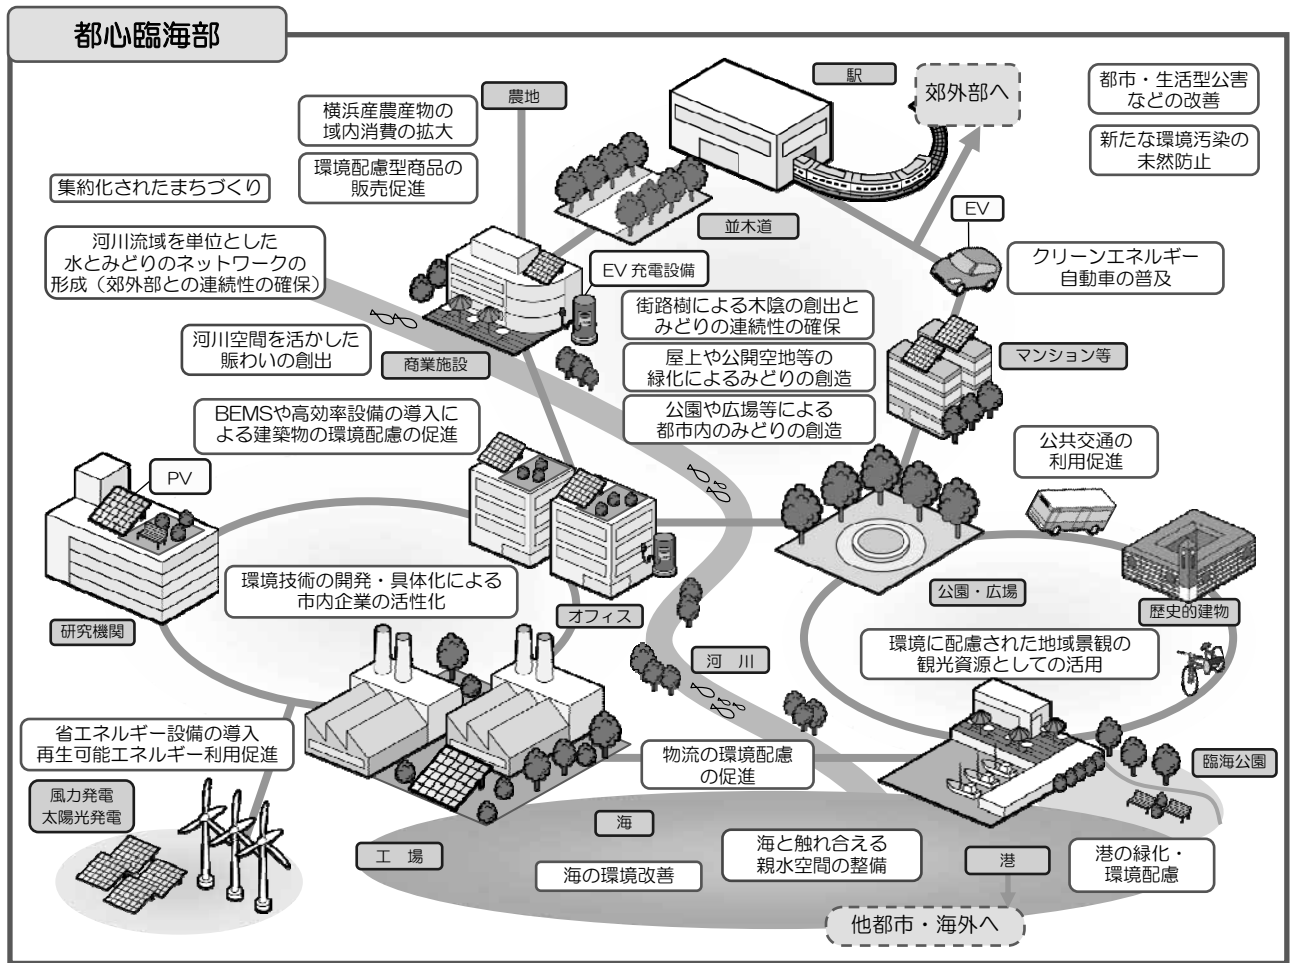 都心臨海部
駅
郊外部へ
都市・生活型公害
などの改善
農地
横浜産農産物の
域内消費の拡大
新たな環境汚染の
未然防止
環境配慮型商品の
販売促進
集約化されたまちづくり
並木道
EV
河川流域を単位とした
水とみどりのネットワークの
形成（郊外部との連続性の確保）
EV 充電設備
クリーンエネルギー
自動車の普及
街路樹による木陰の創出と
みどりの連続性の確保
河川空間を活かした
賑わいの創出
商業施設
屋上や公開空地等の
緑化によるみどりの創造
マンション等
BEMSや高効率設備の導入に
よる建築物の環境配慮の促進
公園や広場等による
都市内のみどりの創造
公共交通の
利用促進
PV
環境技術の開発・具体化による
市内企業の活性化
オフィス
公園・広場
歴史的建物
研究機関
河 川
環境に配慮された地域景観の
観光資源としての活用
省エネルギー設備の導入
再生可能エネルギー利用促進
物流の環境配慮
の促進
臨海公園
風力発電
太陽光発電
海
工 場
海の環境改善
海と触れ合える
親水空間の整備
港
港の緑化・
環境配慮
他都市・海外へ